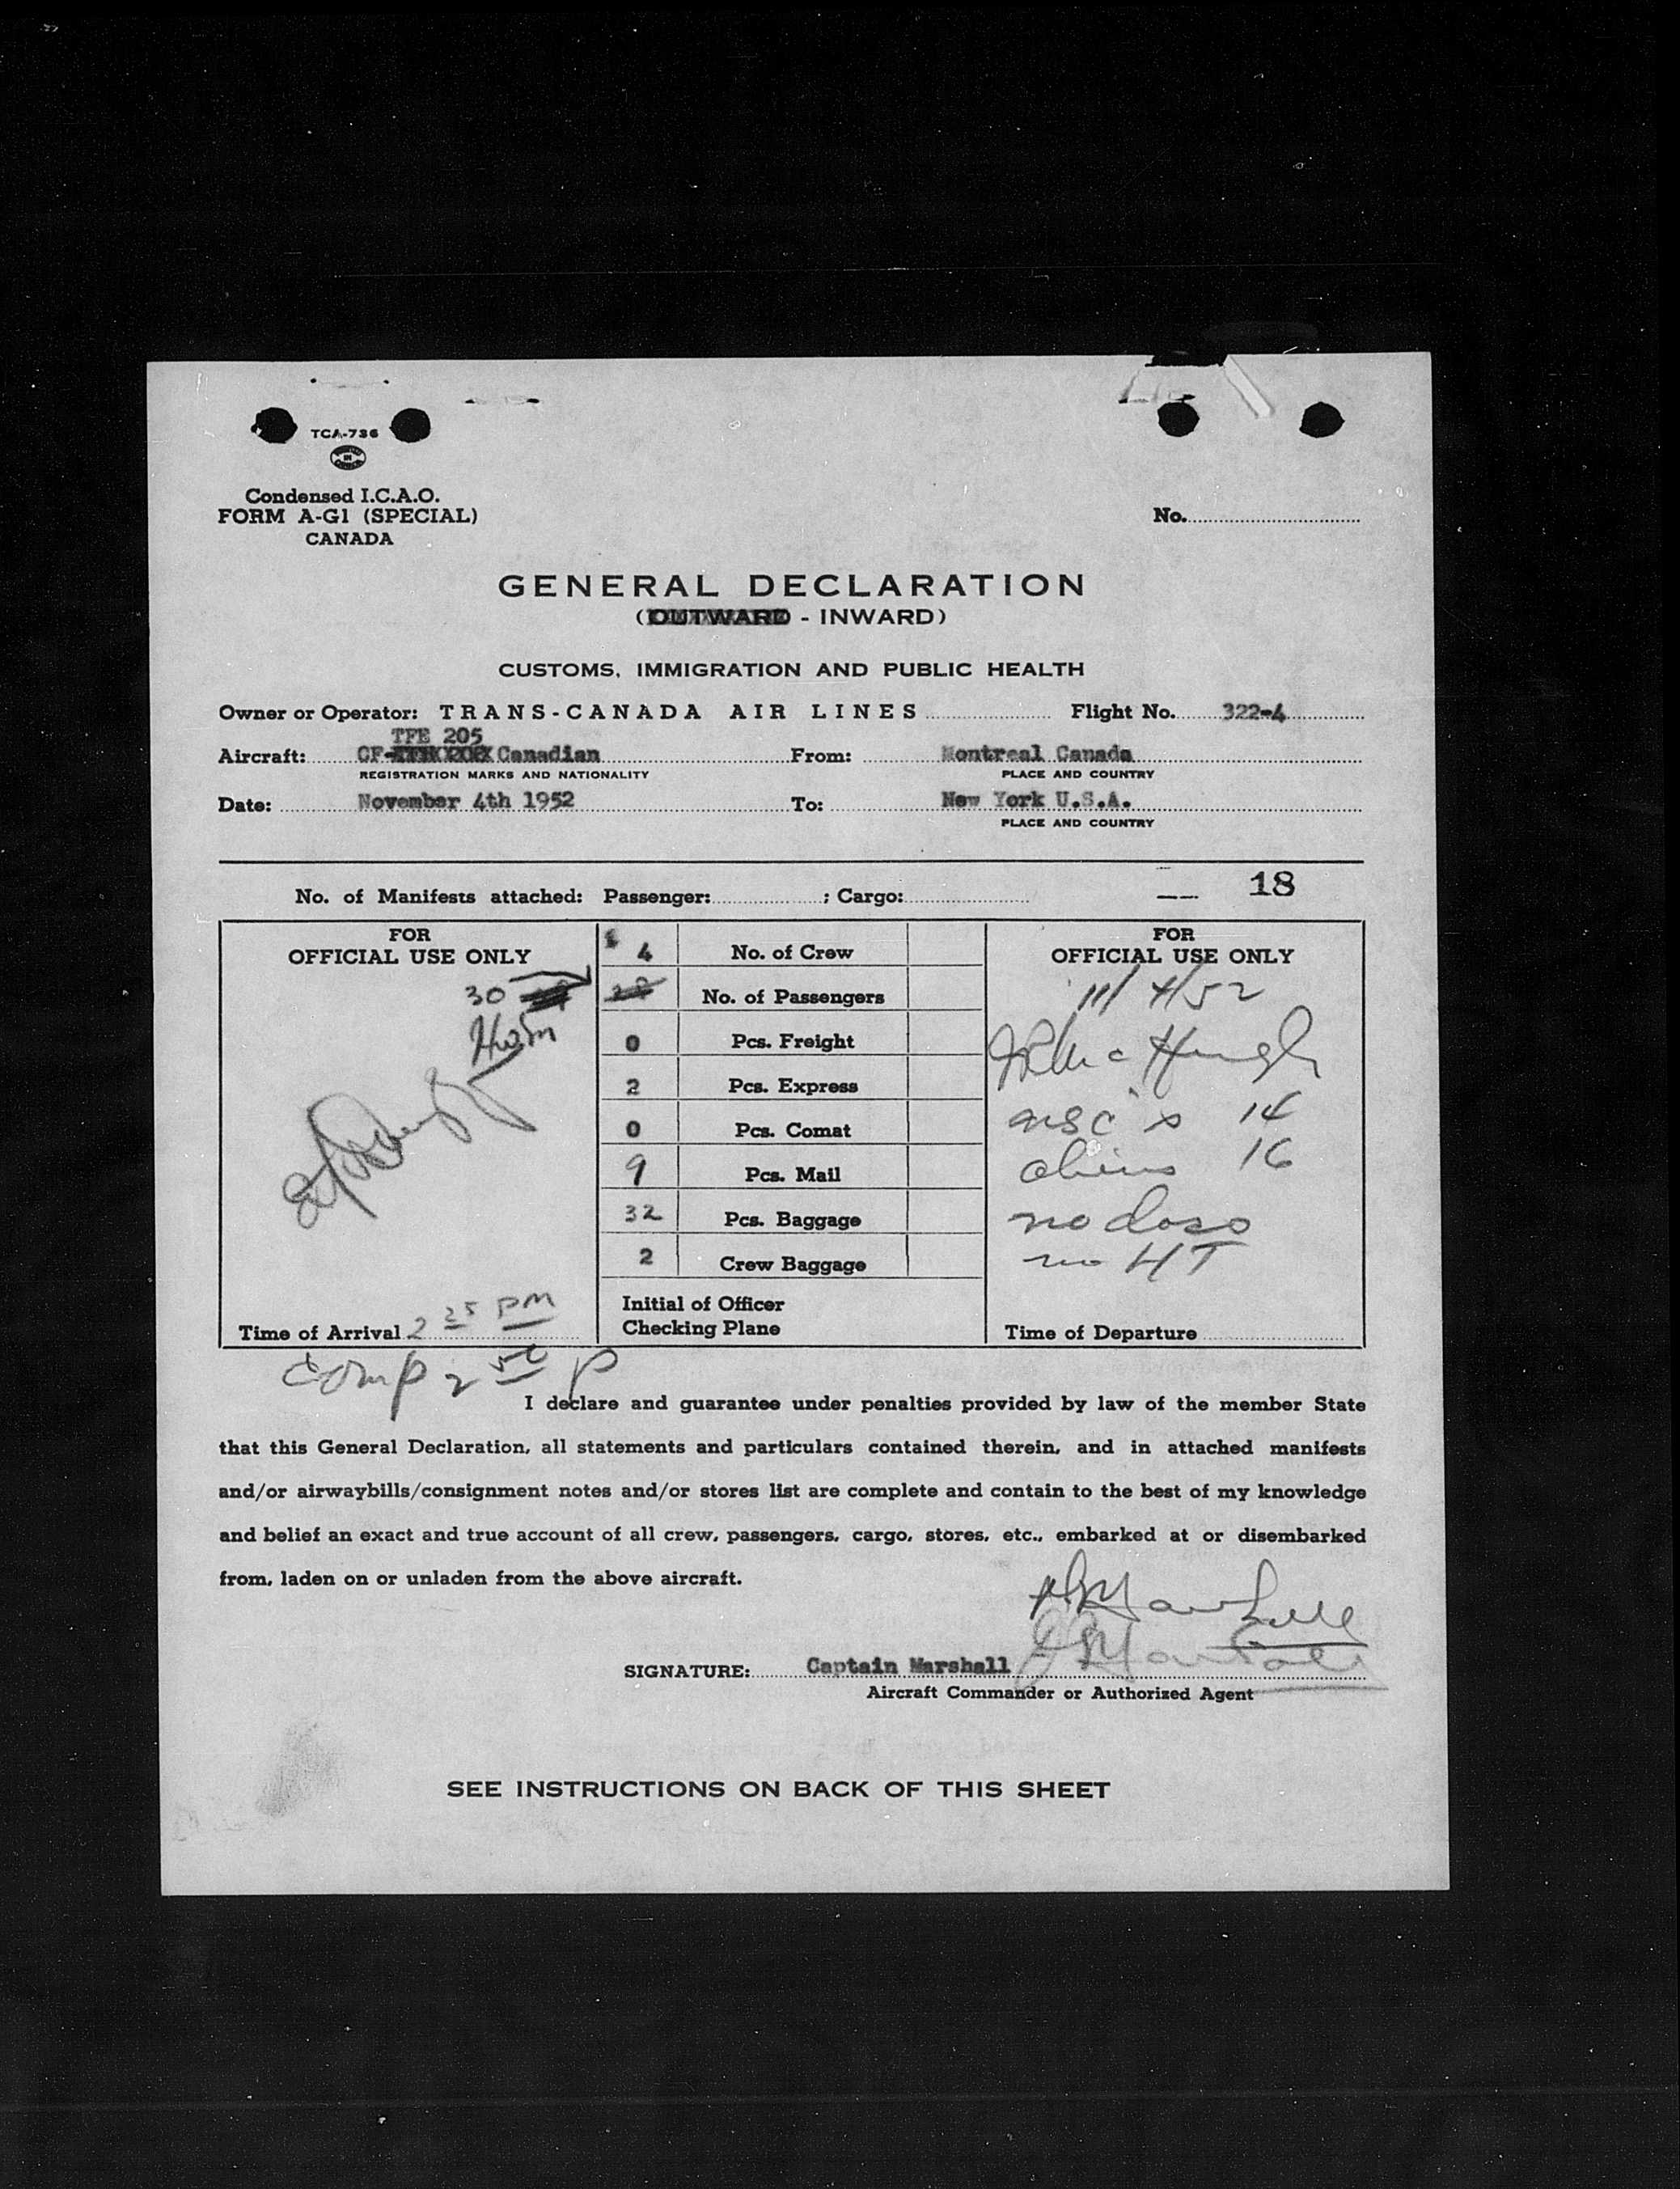 TCA-736
Condensed I.C.A.O.
FORM A-G1 (SPECIAL)
CANADA
No.
GENERAL DECLARATION
(OUTWARD - INWARD)
CUSTOMS, IMMIGRATION AND PUBLIC HEALTH
Owner or Operator: TRANS-CANADA AIR LINES Flight No. 322-4
TFE 205
Aircraft: CF- Canadian From: Montreal Canada
REGISTRATION MARKS AND NATIONALITY PLACE AND COUNTRY
Date: November 4th 1952 To: New York U.S.A.
PLACE AND COUNTRY
18
No. of Manifests attached: Passenger: ; Cargo:
FOR OFFICIAL USE ONLY
30
4 No. of Crew
No. of Passengers
0 Pcs. Freight
2 Pcs. Express
0 Pcs. Comat
9 Pcs. Mail
32 Pcs. Baggage
2 Crew Baggage
Initial of Officer
Checking Plane
FOR
OFFICIAL USE ONLY
11/4/52
McHugh
USC's 14
aliens 16
no
no HT
Time of Arrival 2 25 PM
Time of Departure
Comp 2 50 P
I declare and guarantee under penalties provided by law of the member State
that this General Declaration, all statements and particulars contained therein, and in attached manifests
and/or airwaybills/consignment notes and/or stores list are complete and contain to the best of my knowledge
and belief an exact and true account of all crew, passengers, cargo, stores, etc., embarked at or disembarked
from, laden on or unladen from the above aircraft.
SIGNATURE: Captain Marshall
Aircraft Commander or Authorized Agent
SEE INSTRUCTIONS ON BACK OF THIS SHEET